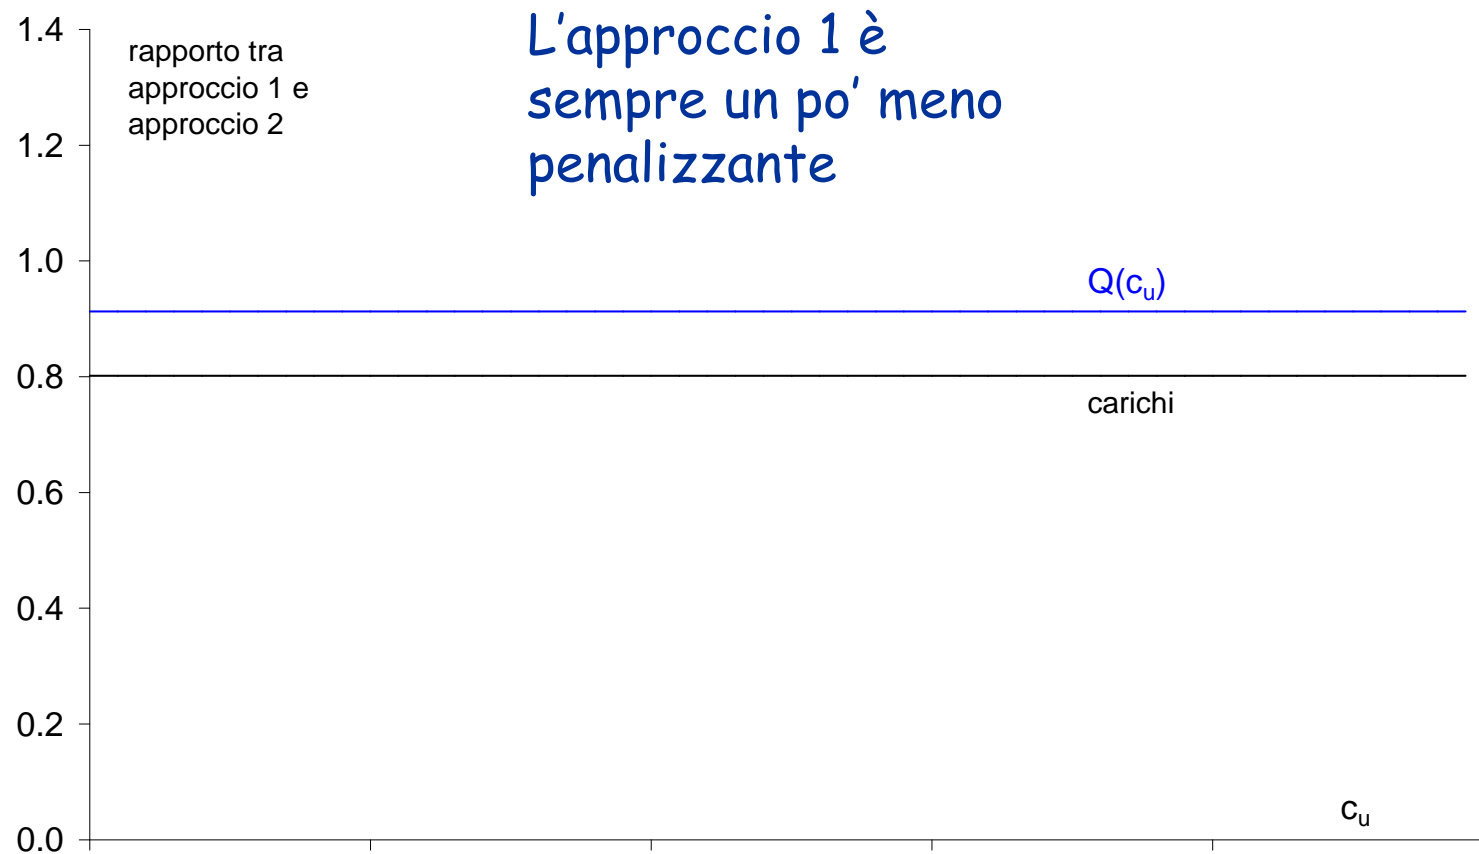 1.4
rapporto tra
approccio 1 e
approccio 2
L’approccio 1 è
sempre un po’ meno
penalizzante
1.2
1.0
Q(cᵤ)
0.8
carichi
0.6
0.4
0.2
cᵤ
0.0